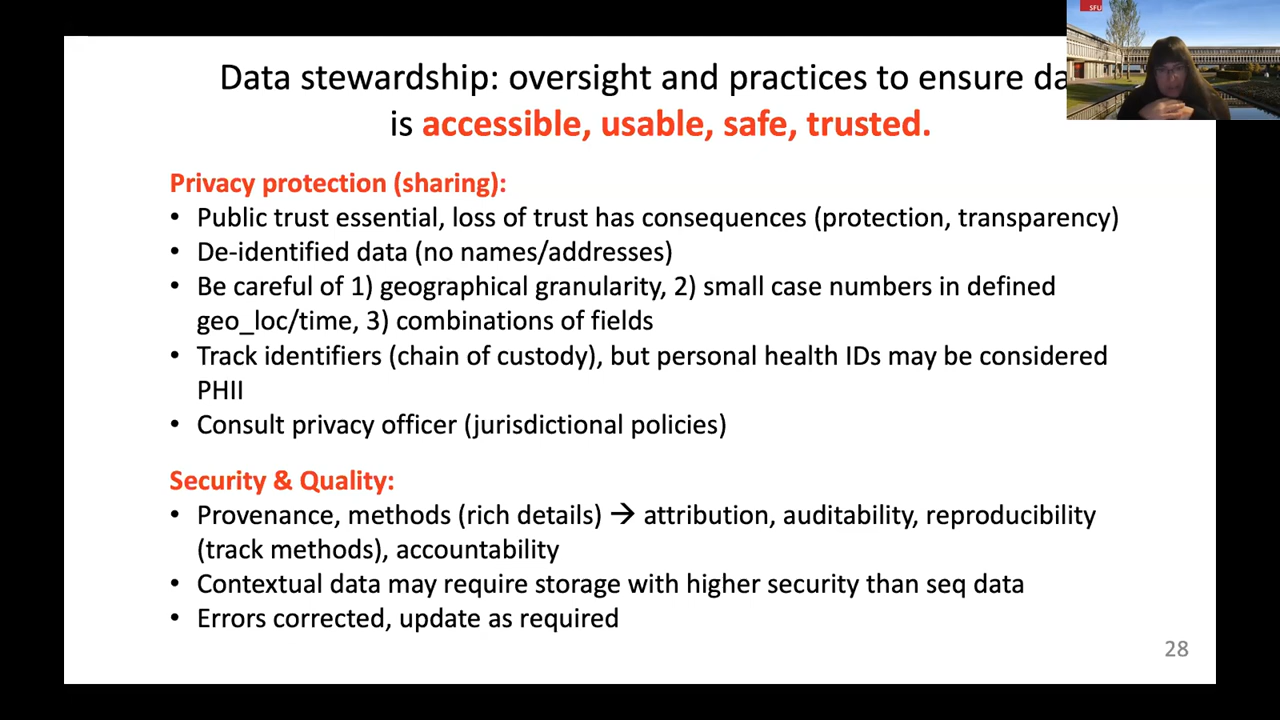 SFU
Data stewardship: oversight and practices to ensure da
is accessible, usable, safe, trusted.
Privacy protection (sharing):
• Public trust essential, loss of trust has consequences (protection, transparency)
• De-identified data (no names/addresses)
• Be careful of 1) geographical granularity, 2) small case numbers in defined
geo_loc/time, 3) combinations of fields
• Track identifiers (chain of custody), but personal health IDs may be considered
PHII
• Consult privacy officer (jurisdictional policies)
Security & Quality:
• Provenance, methods (rich details) → attribution, auditability, reproducibility
(track methods), accountability
• Contextual data may require storage with higher security than seq data
• Errors corrected, update as required
28